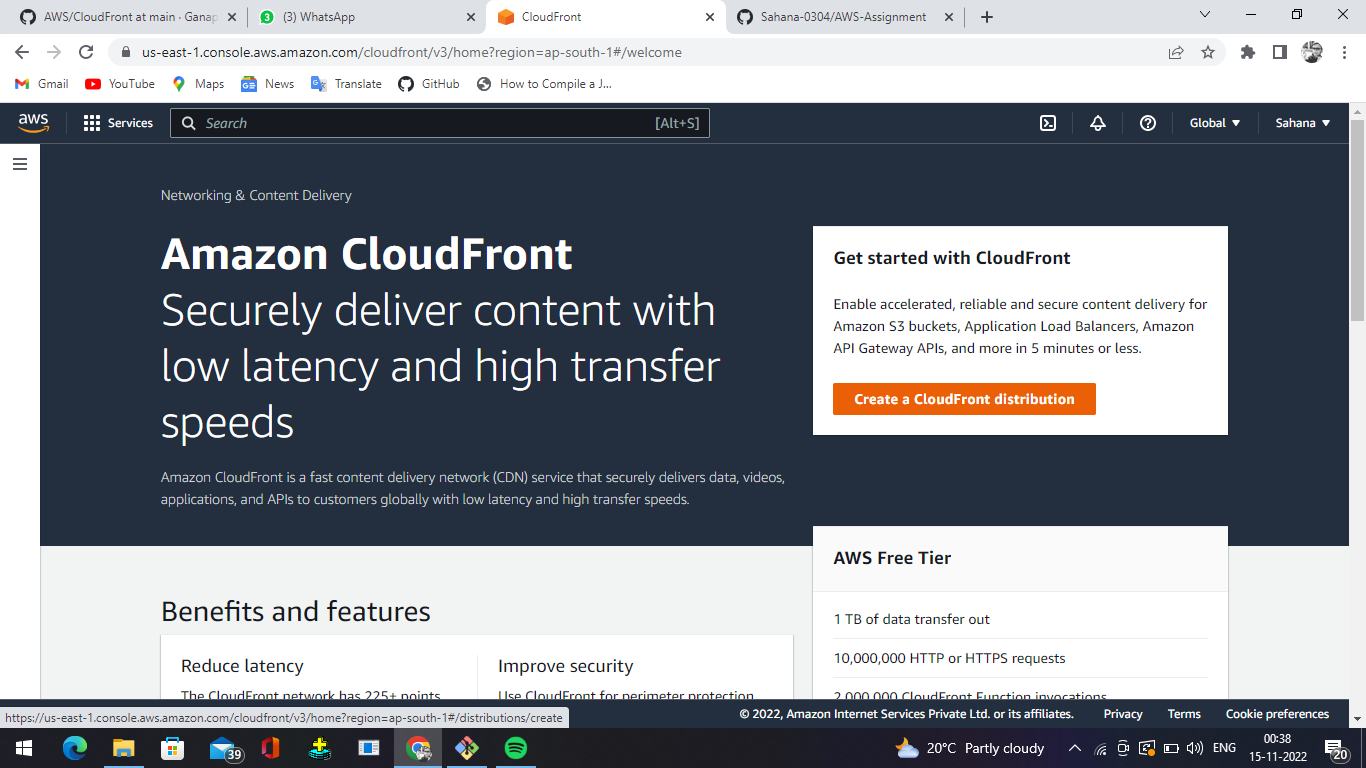 AWS/CloudFront at main · Ganap
3
(3) WhatsApp
CloudFront
Sahana-0304/AWS-Assignment
us-east-1.console.aws.amazon.com/cloudfront/v3/home?region=ap-south-1#/welcome
Gmail
YouTube
Maps
News
Translate
GitHub
How to Compile a J...
aws
Services
Search
[Alt+S]
Global
Sahana
Networking & Content Delivery
Amazon CloudFront
Securely deliver content with
low latency and high transfer
speeds
Amazon CloudFront is a fast content delivery network (CDN) service that securely delivers data, videos,
applications, and APIs to customers globally with low latency and high transfer speeds.
Get started with CloudFront
Enable accelerated, reliable and secure content delivery for
Amazon S3 buckets, Application Load Balancers, Amazon
API Gateway APIs, and more in 5 minutes or less.
Create a CloudFront distribution
AWS Free Tier
1 TB of data transfer out
10,000,000 HTTP or HTTPS requests
2,000,000 CloudFront Function invocations
Benefits and features
Reduce latency
The CloudFront network has 225+ points
Improve security
Use CloudFront for perimeter protection
https://us-east-1.console.aws.amazon.com/cloudfront/v3/home?region=ap-south-1#/distributions/create
© 2022, Amazon Internet Services Private Ltd. or its affiliates.
Privacy
Terms
Cookie preferences
39
20°C Partly cloudy
ENG
00:38
15-11-2022
20